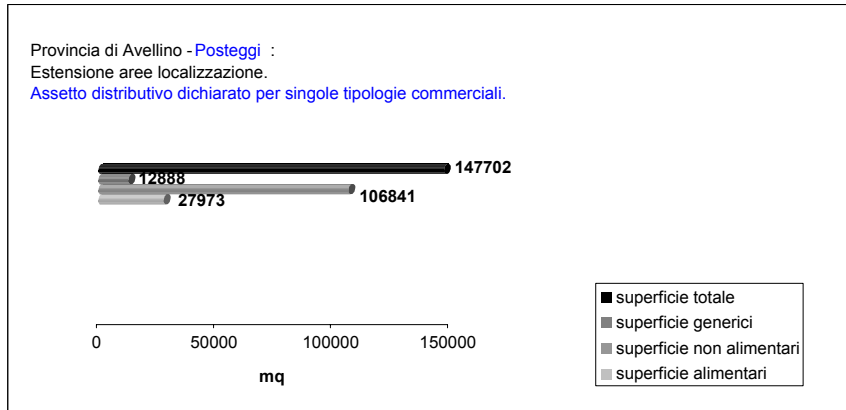 Provincia di Avellino - Posteggi :
Estensione aree localizzazione.
Assetto distributivo dichiarato per singole tipologie commerciali.
147702
12888
106841
27973
0 50000 100000 150000
mq
superficie totale
superficie generici
superficie non alimentari
superficie alimentari